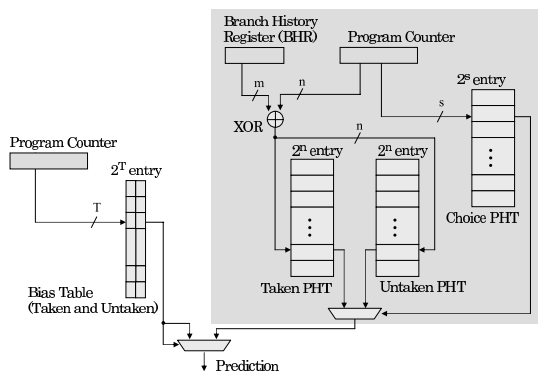 Branch History
Register (BHR)
Program Counter
m
n
2^s entry
XOR
n
s
Program Counter
2^n entry
2^n entry
2^T entry
T
Choice PHT
Taken PHT
Untaken PHT
Bias Table
(Taken and Untaken)
Prediction